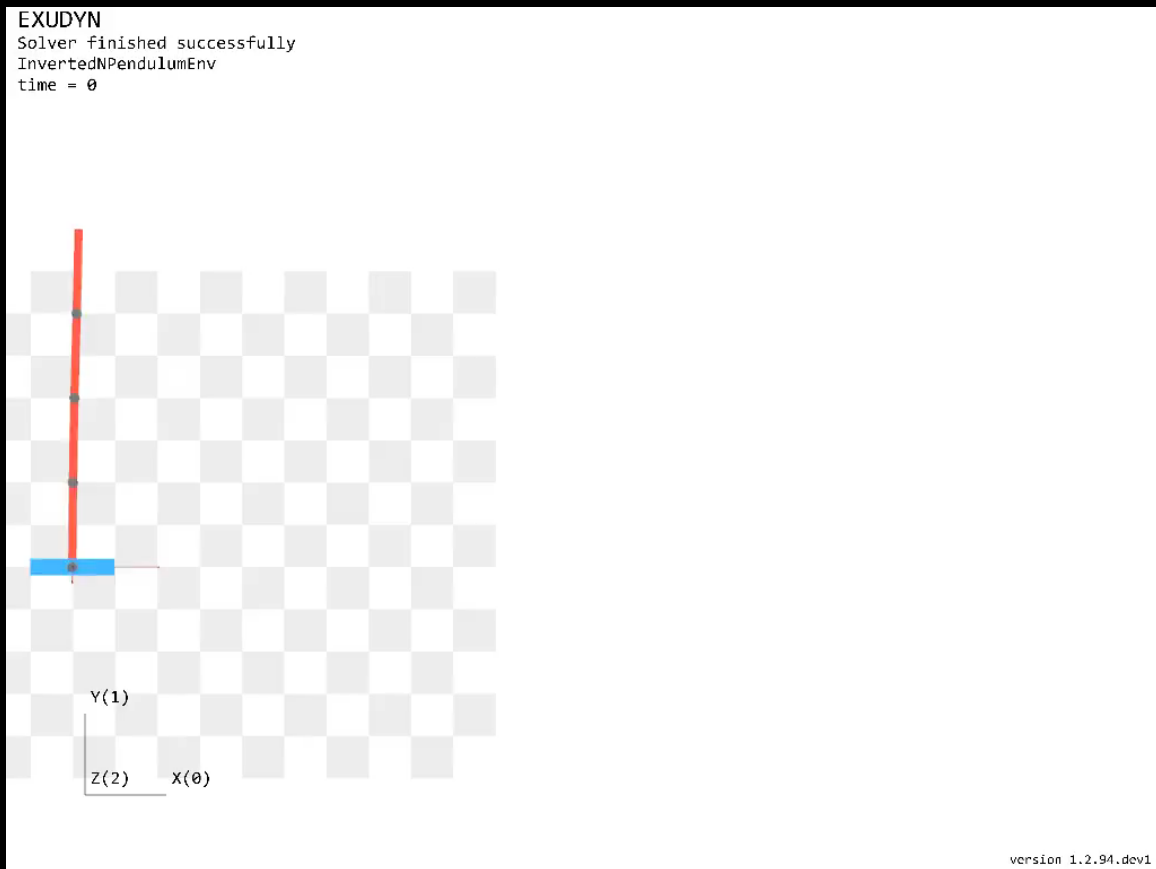 EXUDYN
Solver finished successfully
InvertedNPendulumEnv
time = 0
Y(1)
Z(2) X(0)
version 1.2.94.dev1